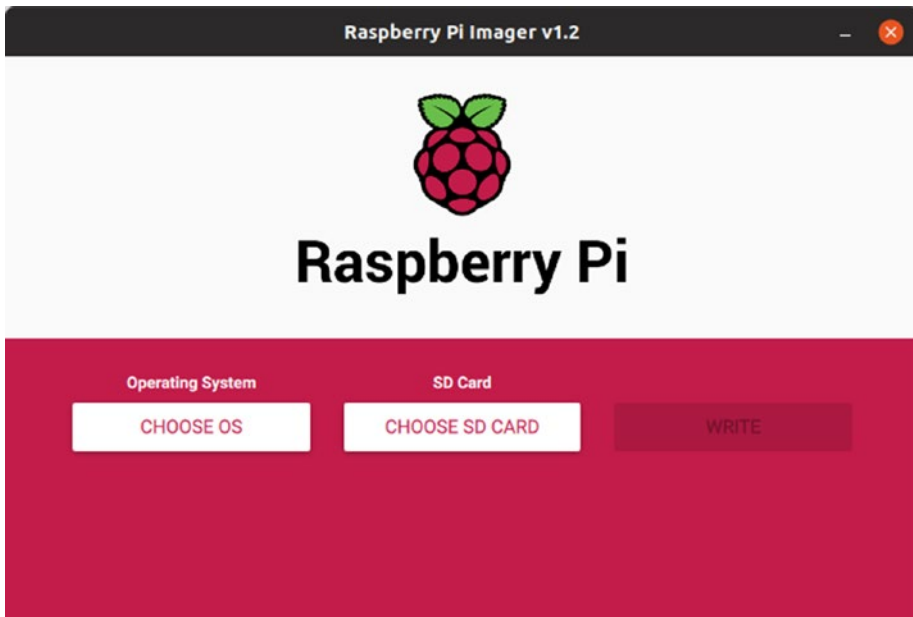 Raspberry Pi Imager v1.2
Raspberry Pi
Operating System
SD Card
CHOOSE OS
CHOOSE SD CARD
WRITE